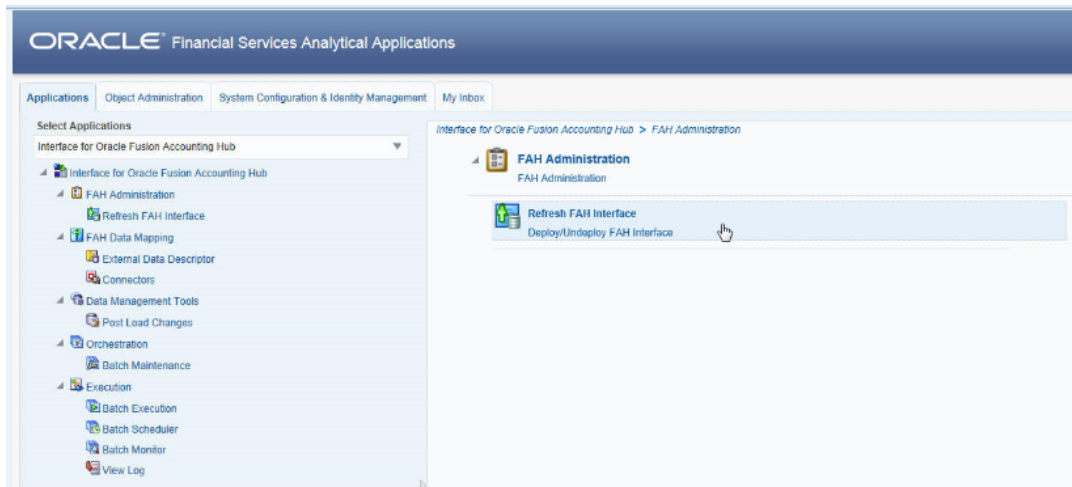 ORACLE® Financial Services Analytical Applications
Applications Object Administration System Configuration & Identity Management My Inbox
Select Applications
Interface for Oracle Fusion Accounting Hub
Interface for Oracle Fusion Accounting Hub
FAH Administration
Refresh FAH Interface
FAH Data Mapping
External Data Descriptor
Connectors
Data Management Tools
Post Load Changes
Orchestration
Batch Maintenance
Execution
Batch Execution
Batch Scheduler
Batch Monitor
View Log
Interface for Oracle Fusion Accounting Hub > FAH Administration
FAH Administration
FAH Administration
Refresh FAH Interface
Deploy/Undeploy FAH Interface